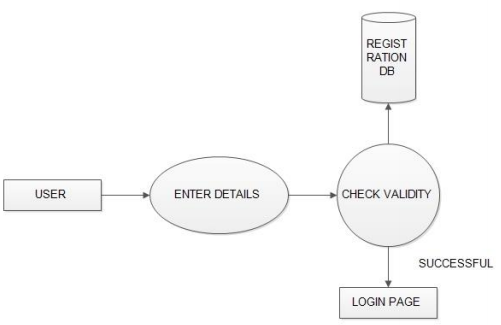 REGIST
RATION
DB
USER
ENTER DETAILS
CHECK VALIDITY
SUCCESSFUL
LOGIN PAGE